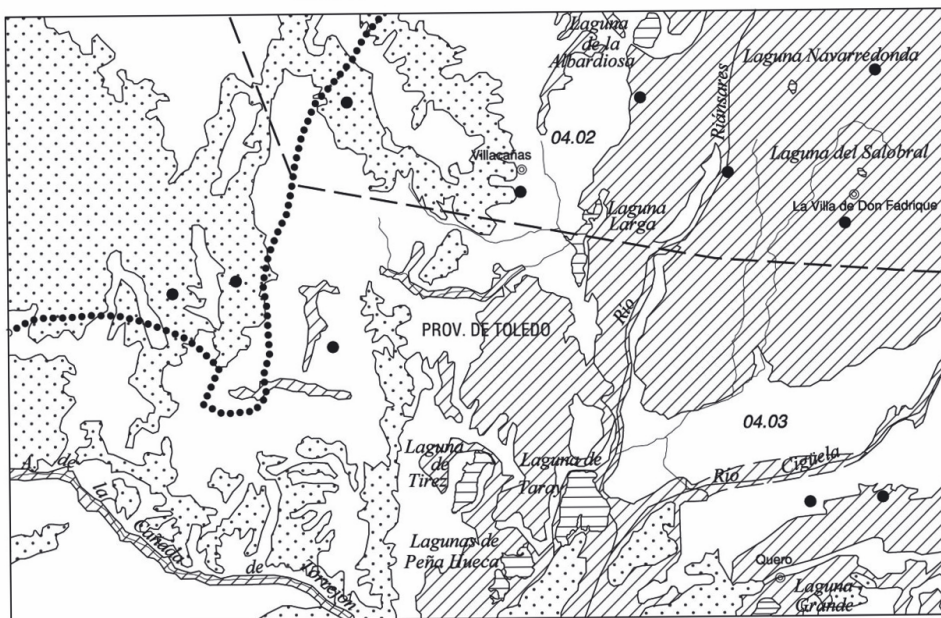 Laguna
de la
Albardiosa
Laguna Navarredonda
Riánsares
04.02
Villacañas
Laguna del Salobral
La Villa de Don Fadrique
Laguna
Larga
Río
PROV. DE TOLEDO
04.03
Laguna
de
Tirez
Laguna de
Taray
Río
Cigüela
A. de
la
Cañada
de
Torrejón
Lagunas de
Peña Hueca
Quero
Laguna
Grande